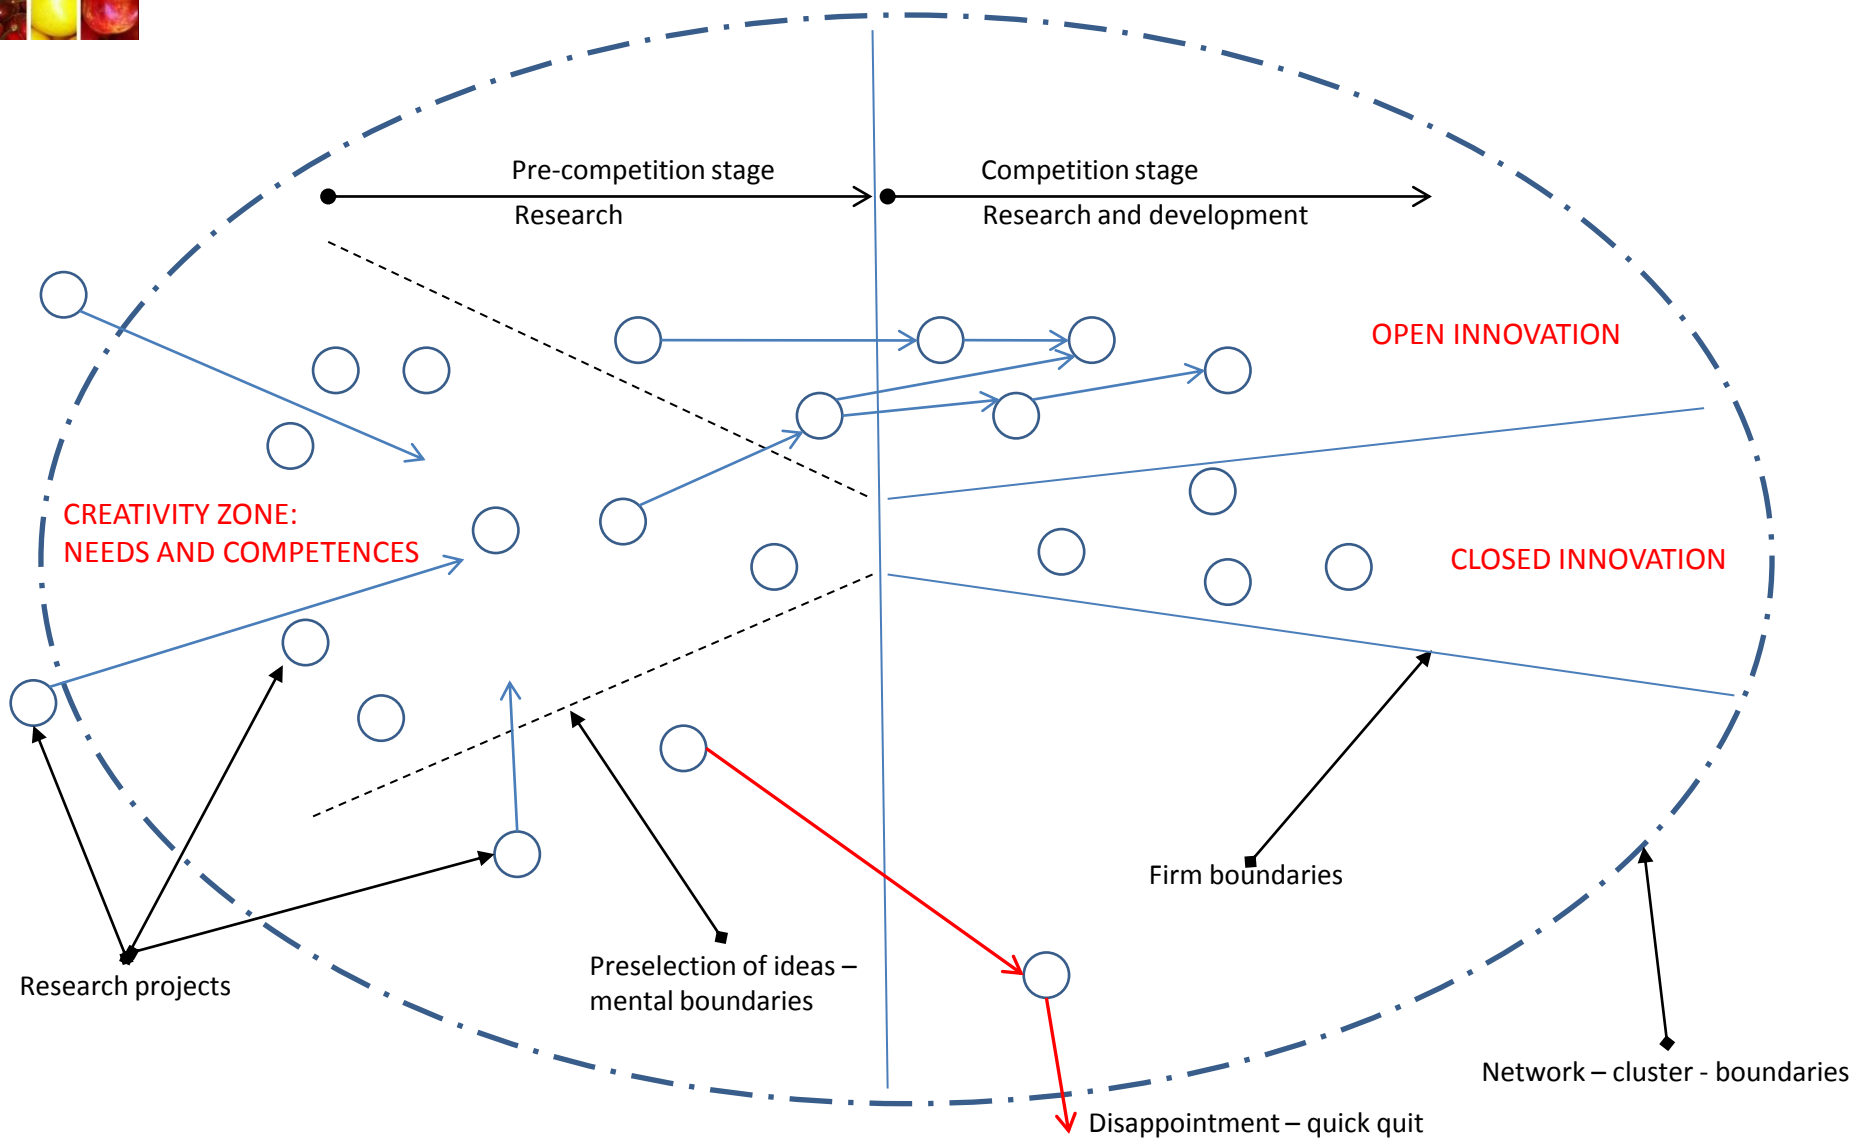 Pre-competition stage
Research
Competition stage
Research and development
OPEN INNOVATION
CREATIVITY ZONE:
NEEDS AND COMPETENCES
CLOSED INNOVATION
Firm boundaries
Research projects
Preselection of ideas –
mental boundaries
Network – cluster - boundaries
Disappointment – quick quit